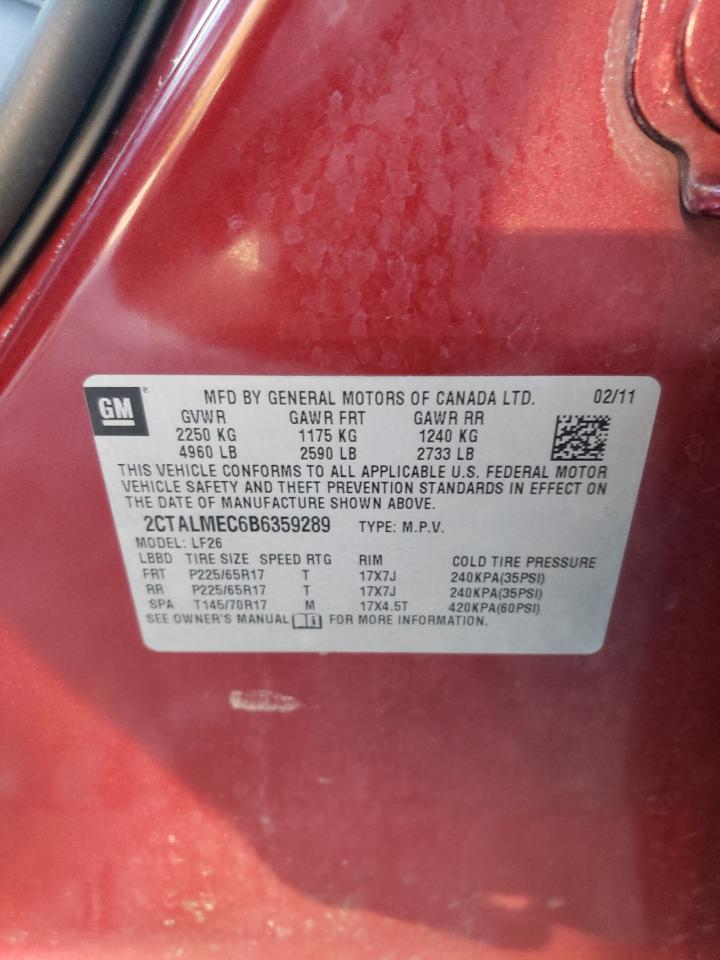 GM ® MFD BY GENERAL MOTORS OF CANADA LTD. 02/11
GVWR GAWR FRT GAWR RR
2250 KG 1175 KG 1240 KG
4960 LB 2590 LB 2733 LB
THIS VEHICLE CONFORMS TO ALL APPLICABLE U.S. FEDERAL MOTOR
VEHICLE SAFETY AND THEFT PREVENTION STANDARDS IN EFFECT ON
THE DATE OF MANUFACTURE SHOWN ABOVE.
2CTALMEC6B6359289 TYPE: M.P.V.
MODEL: LF26
LBBD TIRE SIZE SPEED RTG RIM COLD TIRE PRESSURE
FRT P225/65R17 T 17X7J 240KPA(35PSI)
RR P225/65R17 T 17X7J 240KPA(35PSI)
SPA T145/70R17 M 17X4.5T 420KPA(60PSI)
SEE OWNER'S MANUAL i FOR MORE INFORMATION.